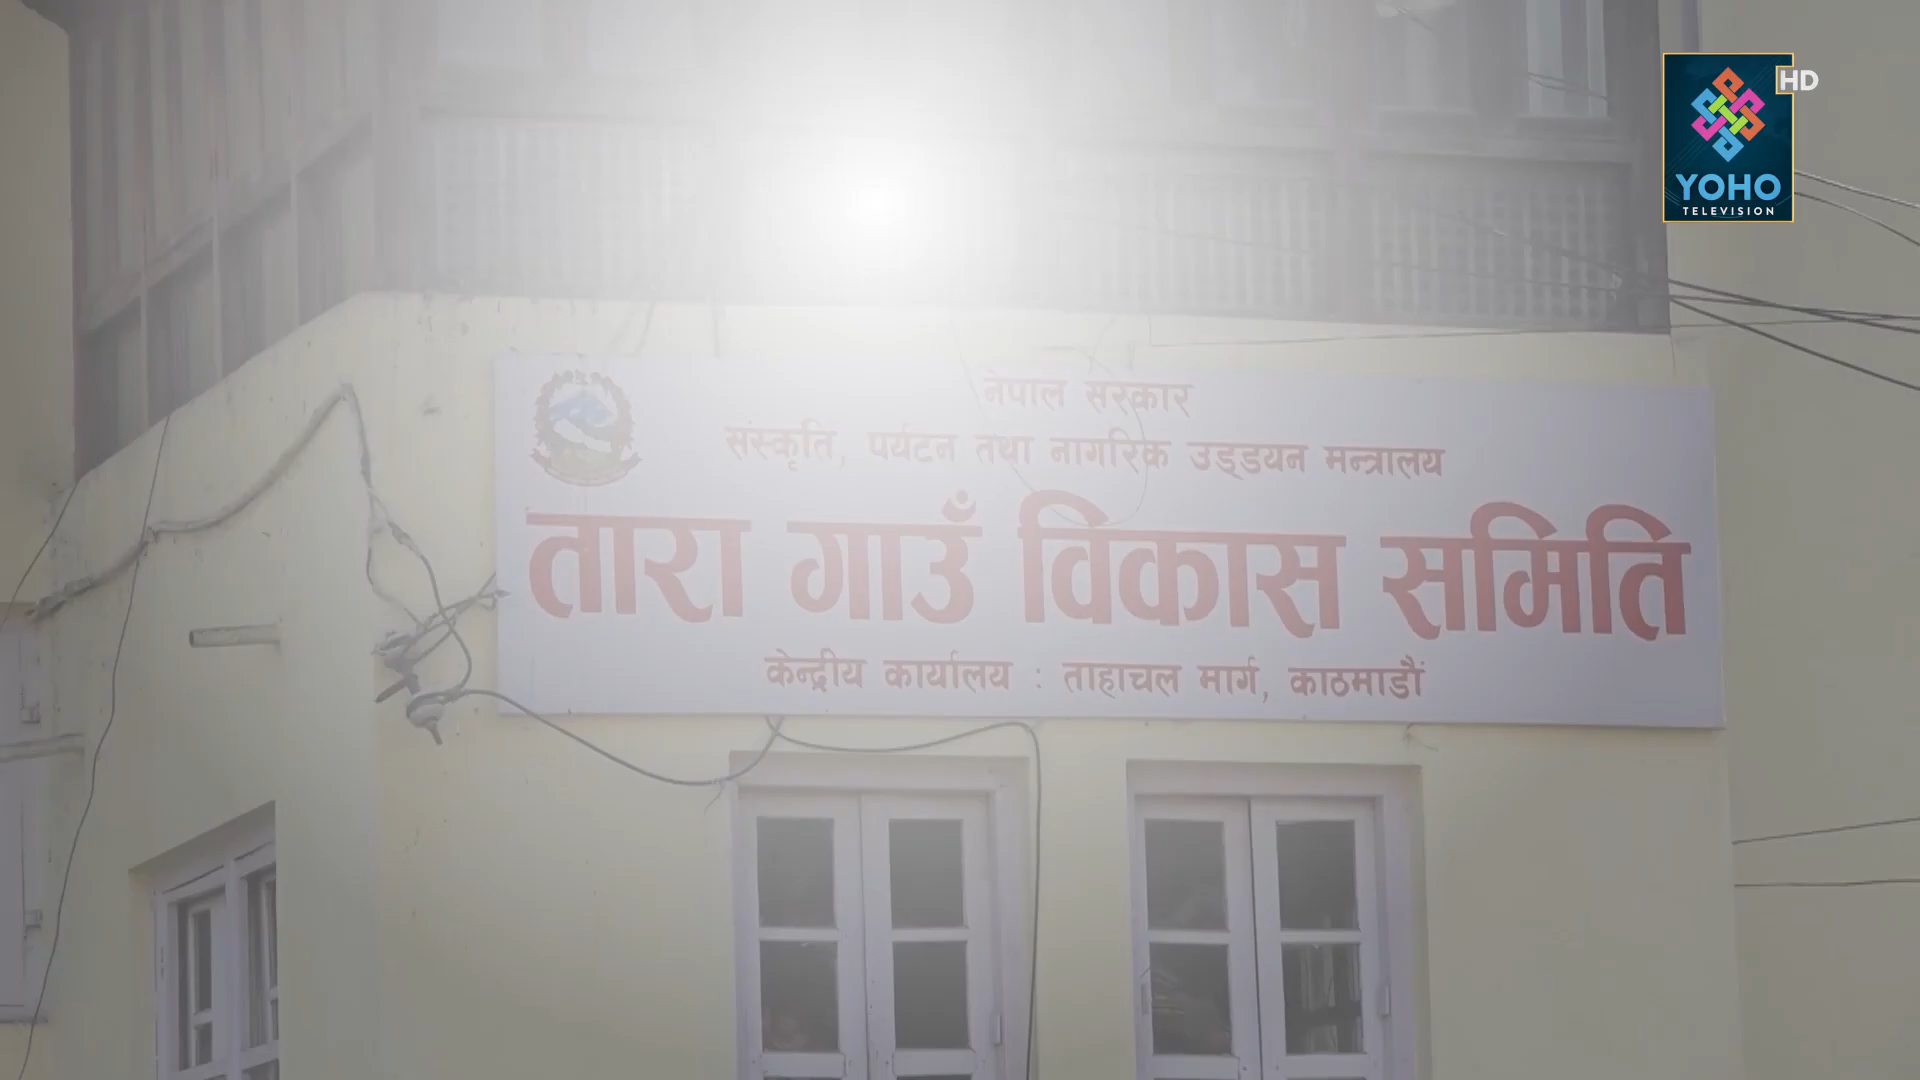 HD
YOHO
TELEVISION
नेपाल सरकार
संस्कृति, पर्यटन तथा नागरिक उड्डयन मन्त्रालय
तारा गाउँ विकास समिति
केन्द्रीय कार्यालय : ताहाचल मार्ग, काठमाडौं